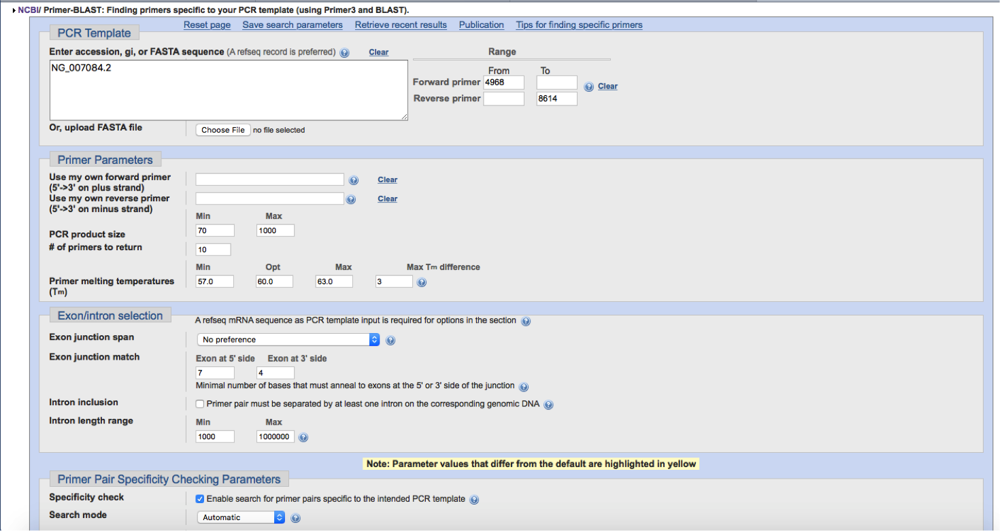 NCBI/ Primer-BLAST: Finding primers specific to your PCR template (using Primer3 and BLAST).
Reset page Save search parameters Retrieve recent results Publication Tips for finding specific primers
PCR Template
Enter accession, gi, or FASTA sequence (A refseq record is preferred) Clear Range
NG_007084.2
From To
Forward primer 4968 Clear
Reverse primer 8614
Or, upload FASTA file Choose File no file selected
Primer Parameters
Use my own forward primer Clear
(5'->3' on plus strand)
Use my own reverse primer Clear
(5'->3' on minus strand)
Min Max
PCR product size 70 1000
# of primers to return 10
Min Opt Max Max Tm difference
Primer melting temperatures 57.0 60.0 63.0 3
(Tm)
Exon/intron selection A refseq mRNA sequence as PCR template input is required for options in the section
Exon junction span No preference
Exon junction match Exon at 5' side Exon at 3' side
7 4
Minimal number of bases that must anneal to exons at the 5' or 3' side of the junction
Intron inclusion Primer pair must be separated by at least one intron on the corresponding genomic DNA
Intron length range Min Max
1000 1000000
Note: Parameter values that differ from the default are highlighted in yellow
Primer Pair Specificity Checking Parameters
Specificity check Enable search for primer pairs specific to the intended PCR template
Search mode Automatic